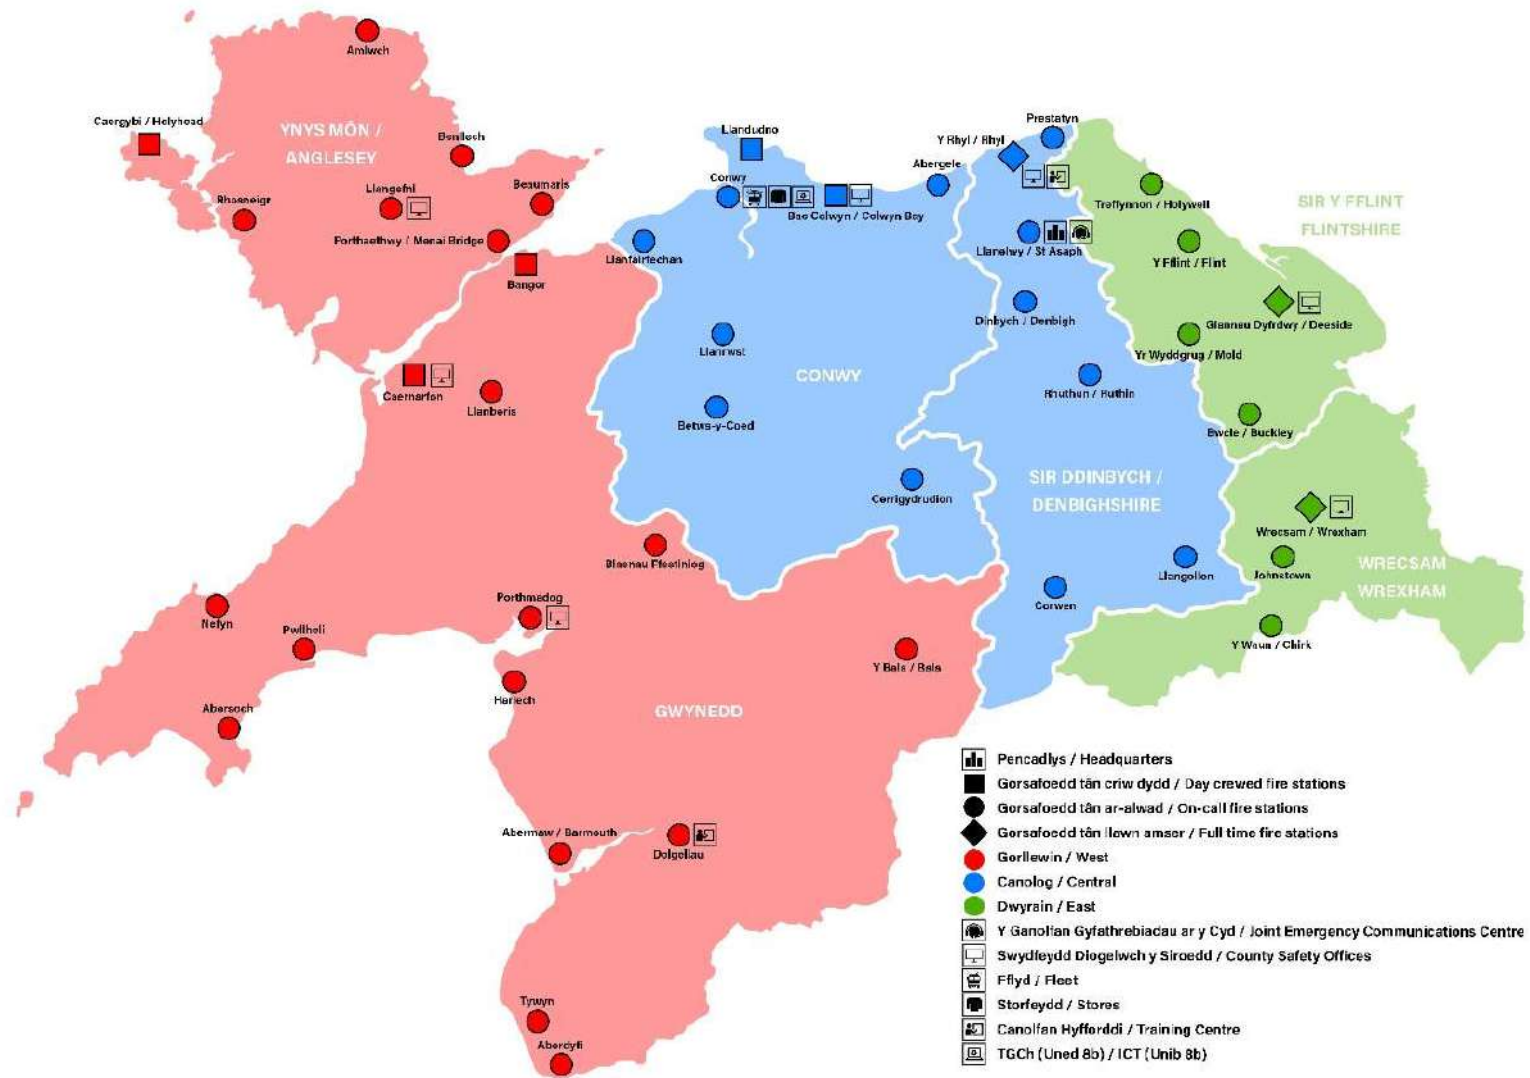 Amlwch
Caergybi / Holyhead
YNYS MÔN /
ANGLESEY
Benllech
Llangefni
Beaumaris
Rhosneigr
Porthaethwy / Menai Bridge
Bangor
Caernarfon
Llanberis
Llandudno
Conwy
Bae Colwyn / Colwyn Bay
Abergele
Llanfairfechan
Llanrwst
CONWY
Betws-y-Coed
Cerrigydrudion
Prestatyn
Y Rhyl / Rhyl
Llanelwy / St Asaph
Dinbych / Denbigh
Rhuthun / Ruthin
SIR DDINBYCH /
DENBIGHSHIRE
Llangollen
Corwen
Treffynnon / Holywell
SIR Y FFLINT
FLINTSHIRE
Y Fflint / Flint
Glannau Dyfrdwy / Deeside
Yr Wyddgrug / Mold
Bwcle / Buckley
Wrecsam / Wrexham
Johnstown
WRECSAM
WREXHAM
Y Waun / Chirk
Blaenau Ffestiniog
Porthmadog
Nefyn
Pwllheli
Y Bala / Bala
Harlech
Abersoch
GWYNEDD
Abermaw / Barmouth
Dolgellau
Tywyn
Aberdyfi
Pencadlys / Headquarters
Gorsafoedd tân criw dydd / Day crewed fire stations
Gorsafoedd tân ar-alwad / On-call fire stations
Gorsafoedd tân llawn amser / Full time fire stations
Gorllewin / West
Canolog / Central
Dwyrain / East
Y Ganolfan Gyfathrebiadau ar y Cyd / Joint Emergency Communications Centre
Swydfeydd Diogelwch y Siroedd / County Safety Offices
Fflyd / Fleet
Storfeydd / Stores
Canolfan Hyfforddi / Training Centre
TGCh (Uned 8b) / ICT (Unib 8b)